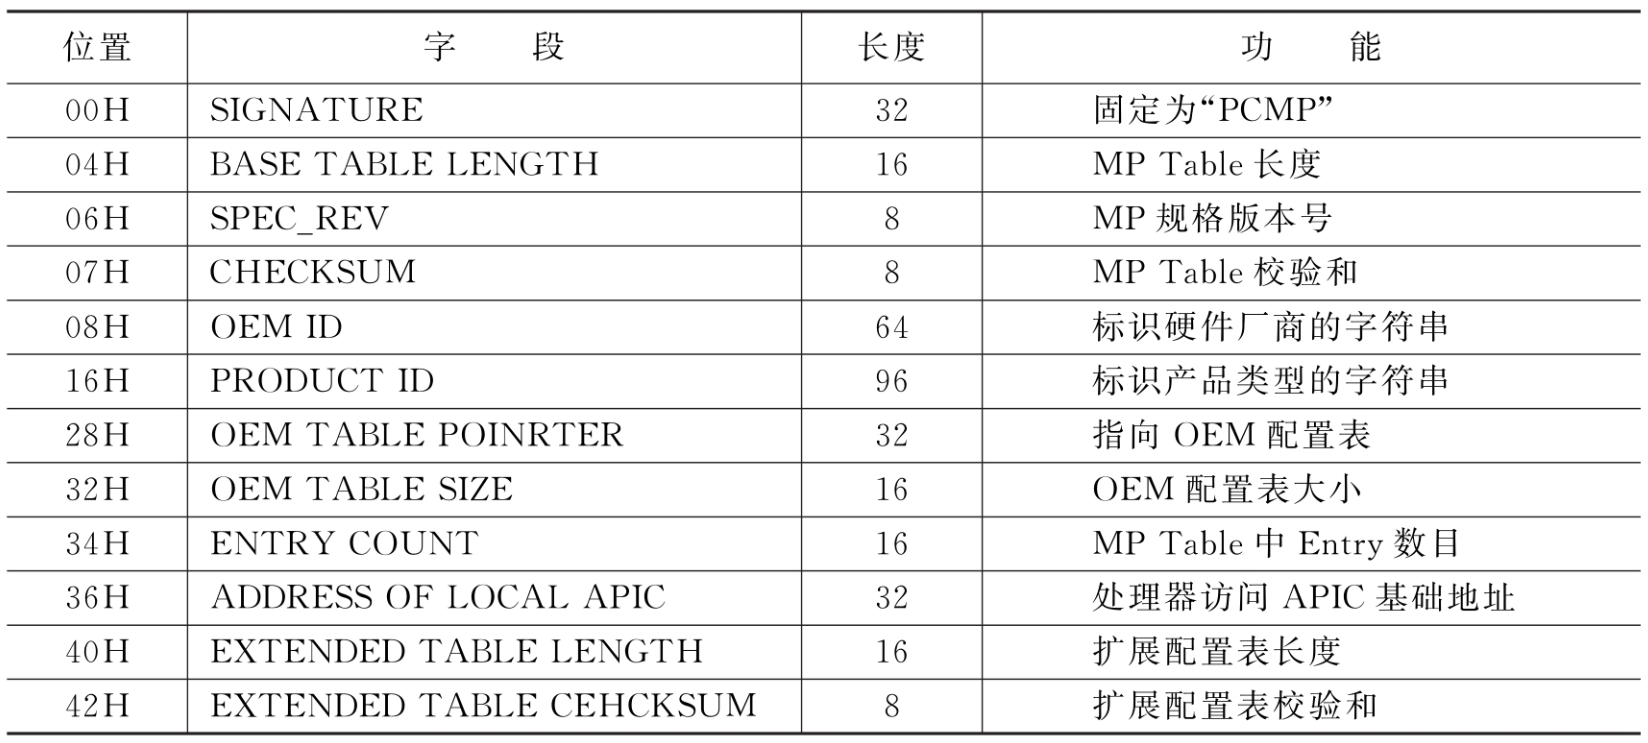 位置 字 段 长度 功 能
00H SIGNATURE 32 固定为“PCMP”
04H BASE TABLE LENGTH 16 MP Table 长度
06H SPEC_REV 8 MP 规格版本号
07H CHECKSUM 8 MP Table 校验和
08H OEM ID 64 标识硬件厂商的字符串
16H PRODUCT ID 96 标识产品类型的字符串
28H OEM TABLE POINRTER 32 指向 OEM 配置表
32H OEM TABLE SIZE 16 OEM 配置表大小
34H ENTRY COUNT 16 MP Table 中 Entry 数目
36H ADDRESS OF LOCAL APIC 32 处理器访问 APIC 基础地址
40H EXTENDED TABLE LENGTH 16 扩展配置表长度
42H EXTENDED TABLE CEHCKSUM 8 扩展配置表校验和